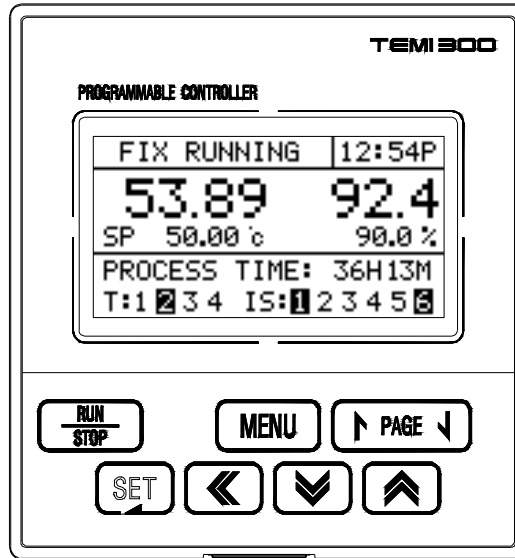 TEMI300
PROGRAMMABLE CONTROLLER
FIX RUNNING 12:54P
53.89 92.4
SP 50.00 ℃ 90.0 %
PROCESS TIME: 36H13M
T:1 2 3 4 IS:1 2 3 4 5 6
RUN
STOP
MENU
PAGE
SET